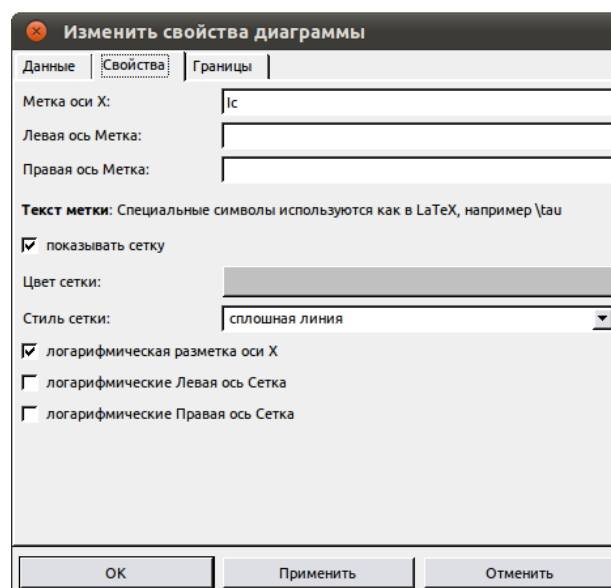 Изменить свойства диаграммы
Данные Свойства Границы
Метка оси X: Ic
Левая ось Метка:
Правая ось Метка:
Текст метки: Специальные символы используются как в LaTeX, например \tau
показывать сетку
Цвет сетки:
Стиль сетки: сплошная линия
логарифмическая разметка оси X
логарифмические Левая ось Сетка
логарифмические Правая ось Сетка
OK Применить Отменить